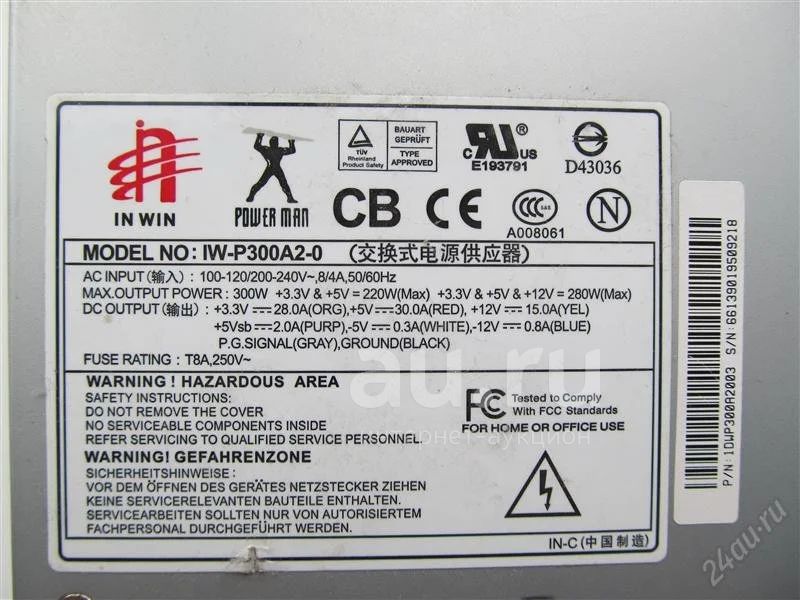 IN WIN
POWER MAN
TÜV
Rheinland
Product Safety
BAUART
GEPRÜFT
TYPE
APPROVED
C UL US ®
E193791
D43036
CB CE
CCC S&E
A008061
N
MODEL NO: IW-P300A2-0 (交换式电源供应器)
AC INPUT(输入): 100-120/200-240V~,8/4A,50/60Hz
MAX.OUTPUT POWER: 300W +3.3V & +5V = 220W(Max) +3.3V & +5V & +12V = 280W(Max)
DC OUTPUT(输出): +3.3V⎓28.0A(ORG),+5V⎓30.0A(RED), +12V⎓15.0A(YEL)
+5Vsb⎓2.0A(PURP),-5V⎓0.3A(WHITE),-12V⎓0.8A(BLUE)
P.G.SIGNAL(GRAY),GROUND(BLACK)
FUSE RATING: T8A,250V~
WARNING ! HAZARDOUS AREA
SAFETY INSTRUCTIONS:
DO NOT REMOVE THE COVER
NO SERVICEABLE COMPONENTS INSIDE
REFER SERVICING TO QUALIFIED SERVICE PERSONNEL.
FC Tested to Comply
With FCC Standards
FOR HOME OR OFFICE USE
WARNUNG! GEFAHRENZONE
SICHERHEITSHINWEISE:
VOR DEM ÖFFNEN DES GERÄTES NETZSTECKER ZIEHEN
KEINE SERVICERELEVANTEN BAUTEILE ENTHALTEN.
SERVICEARBEITEN SOLLTEN NUR VON AUTORISIERTEM
FACHPERSONAL DURCHGEFÜHRT WERDEN.
IN-C(中国制造)
P/N:1DWP300A2003 S/N:66139019509218
au.ru
интернет-аукцион
24au.ru